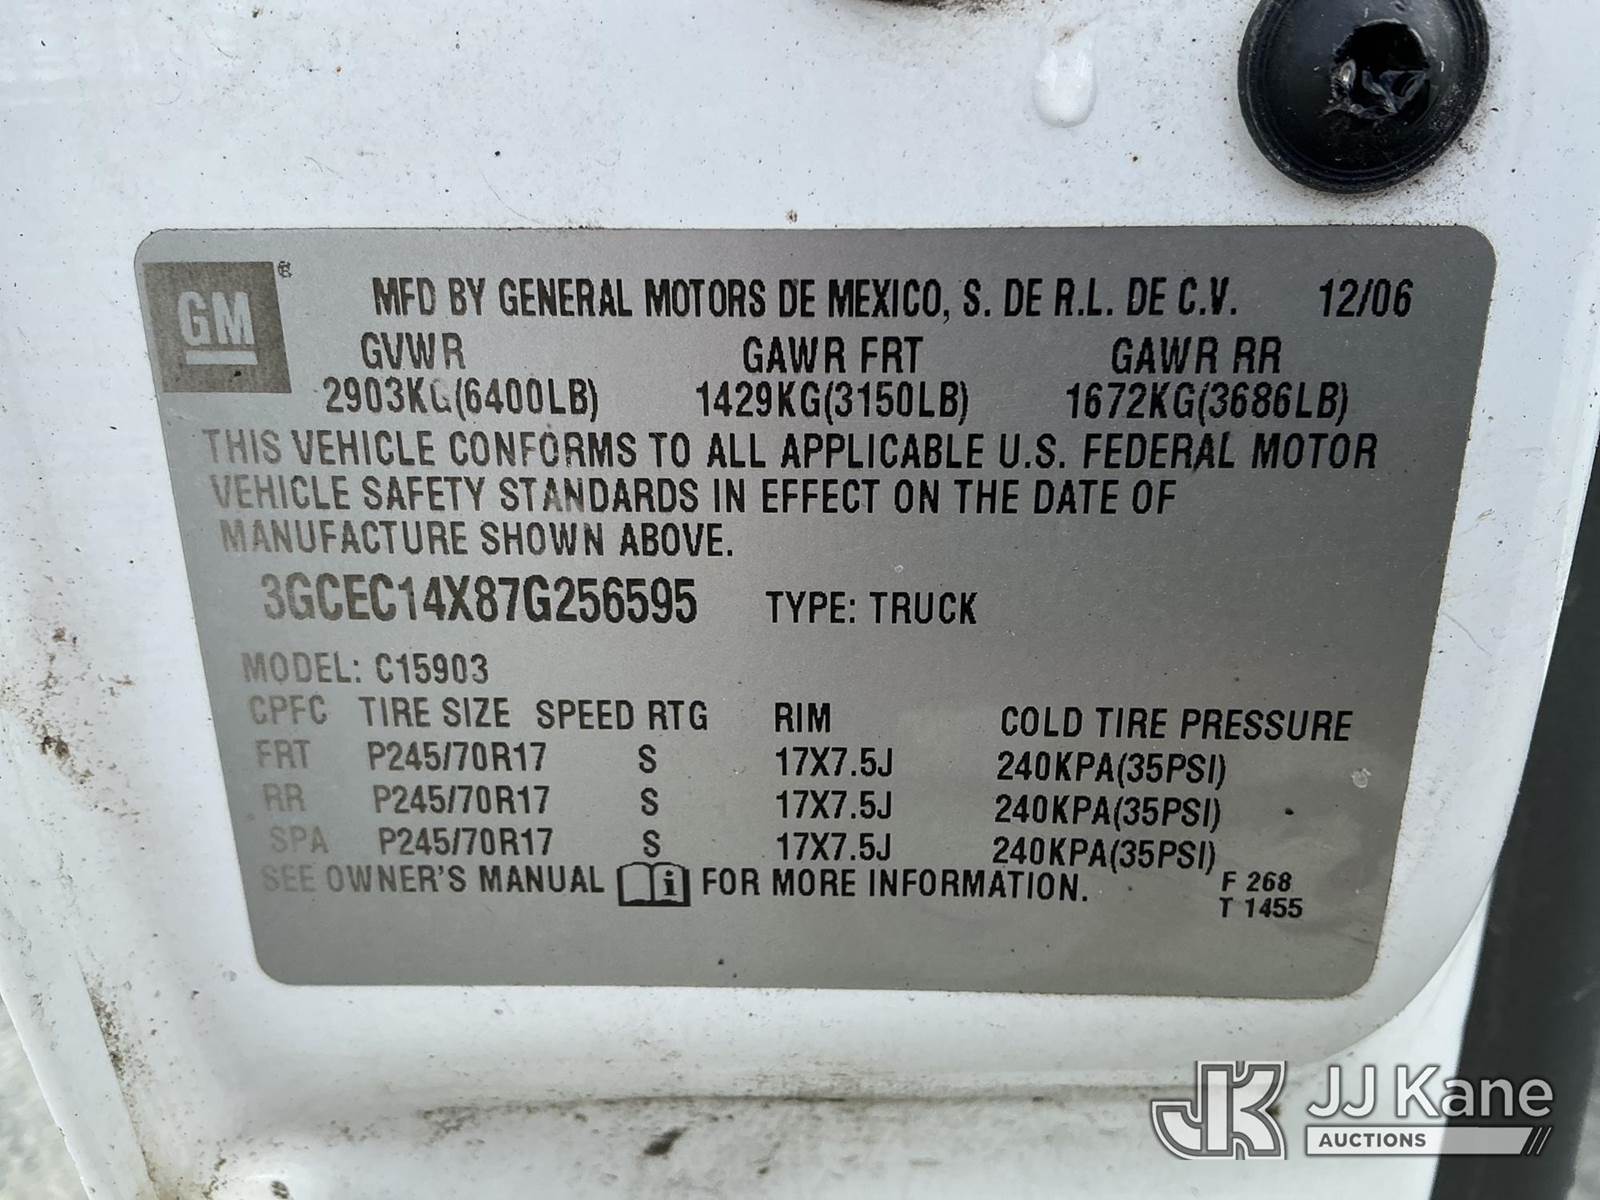 GM ®
MFD BY GENERAL MOTORS DE MEXICO, S. DE R.L. DE C.V. 12/06
GVWR GAWR FRT GAWR RR
2903KG(6400LB) 1429KG(3150LB) 1672KG(3686LB)
THIS VEHICLE CONFORMS TO ALL APPLICABLE U.S. FEDERAL MOTOR
VEHICLE SAFETY STANDARDS IN EFFECT ON THE DATE OF
MANUFACTURE SHOWN ABOVE.
3GCEC14X87G256595 TYPE: TRUCK
MODEL: C15903
CPFC TIRE SIZE SPEED RTG RIM COLD TIRE PRESSURE
FRT P245/70R17 S 17X7.5J 240KPA(35PSI)
RR P245/70R17 S 17X7.5J 240KPA(35PSI)
SPA P245/70R17 S 17X7.5J 240KPA(35PSI)
SEE OWNER'S MANUAL i FOR MORE INFORMATION.
F 268
T 1455
JK JJ Kane
AUCTIONS